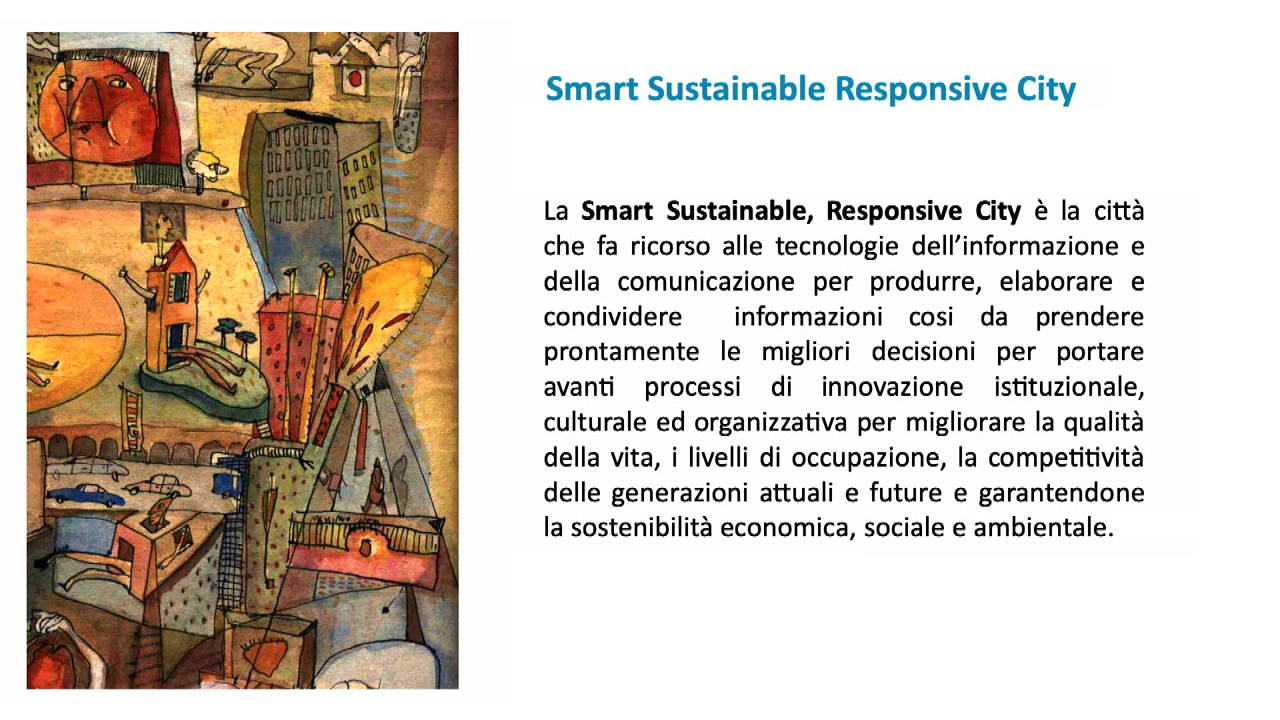 Smart Sustainable Responsive City
La Smart Sustainable, Responsive City è la città
che fa ricorso alle tecnologie dell’informazione e
della comunicazione per produrre, elaborare e
condividere informazioni cosi da prendere
prontamente le migliori decisioni per portare
avanti processi di innovazione istituzionale,
culturale ed organizzativa per migliorare la qualità
della vita, i livelli di occupazione, la competitività
delle generazioni attuali e future e garantendone
la sostenibilità economica, sociale e ambientale.